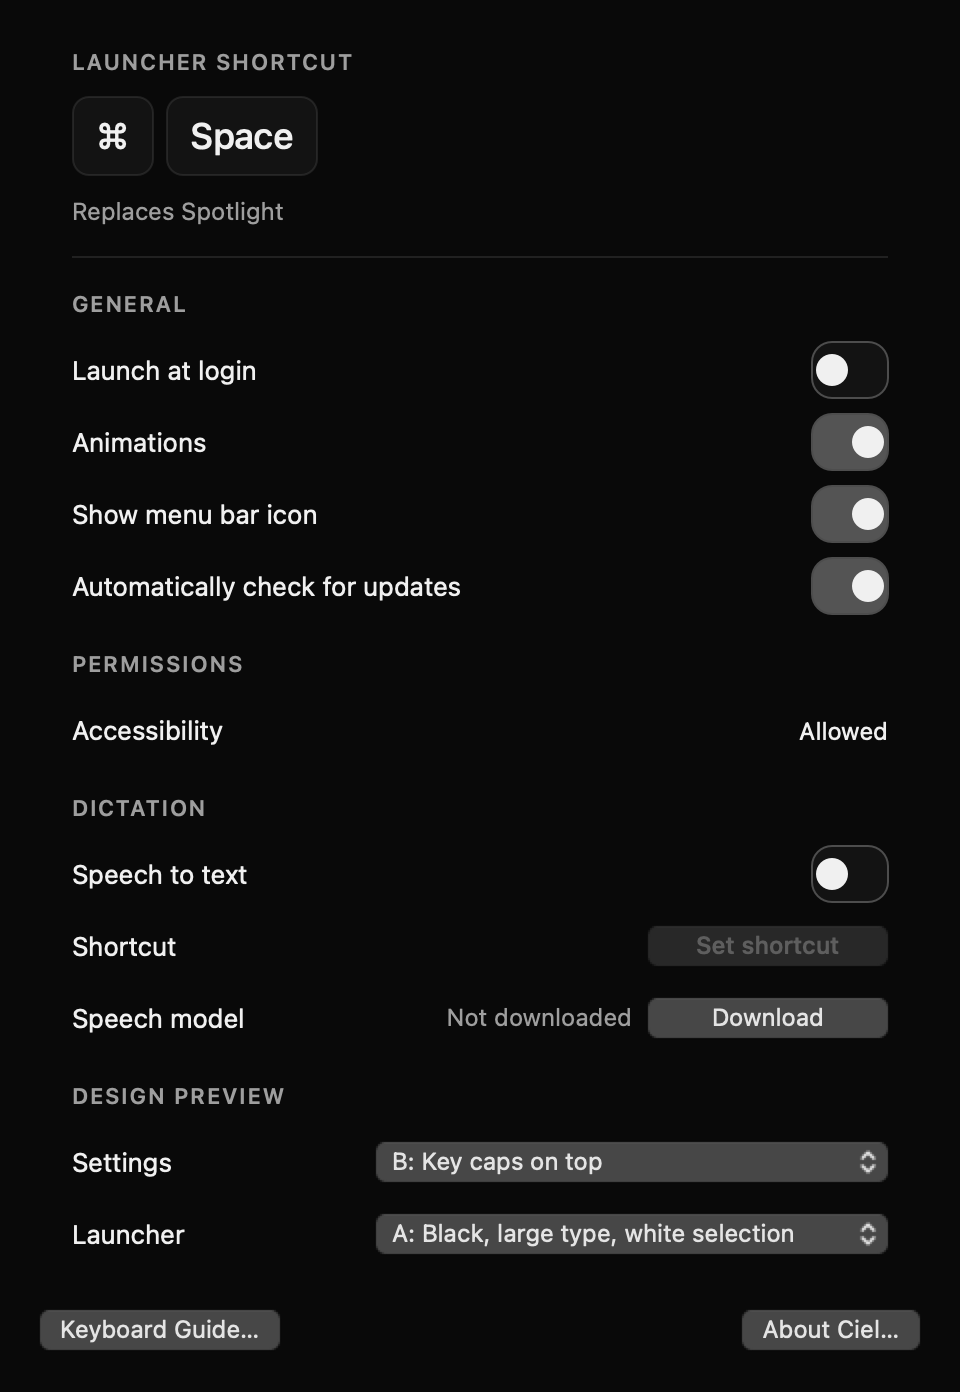 LAUNCHER SHORTCUT
⌘ Space
Replaces Spotlight
GENERAL
Launch at login
Animations
Show menu bar icon
Automatically check for updates
PERMISSIONS
Accessibility Allowed
DICTATION
Speech to text
Shortcut Set shortcut
Speech model Not downloaded Download
DESIGN PREVIEW
Settings B: Key caps on top
Launcher A: Black, large type, white selection
Keyboard Guide... About Ciel...